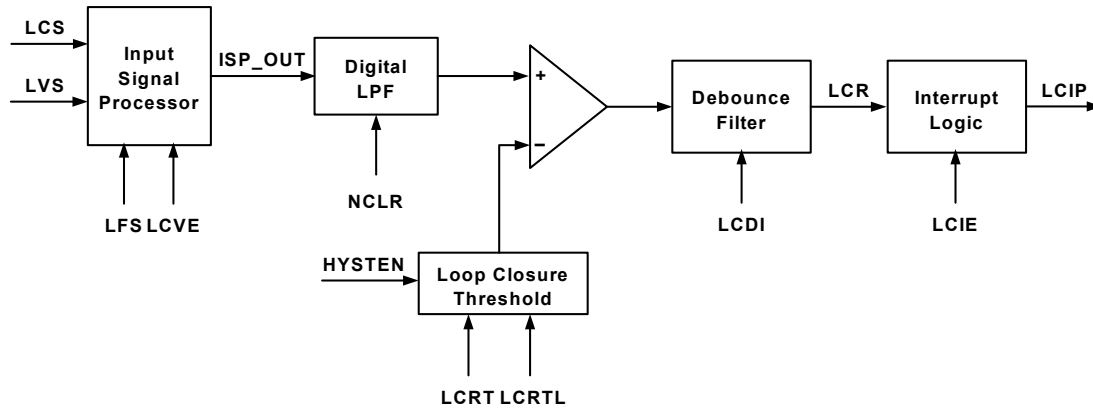 LCS
LVS
Input
Signal
Processor
LFS LCVE
ISP_OUT
Digital
LPF
NCLR
+
−
HYSTEN
Loop Closure
Threshold
LCRT LCRTL
Debounce
Filter
LCDI
LCR
Interrupt
Logic
LCIE
LCIP